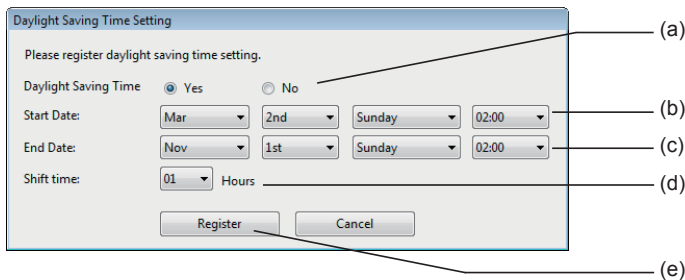 Daylight Saving Time Setting
(a)
Please register daylight saving time setting.
Daylight Saving Time Yes No
Start Date: Mar 2nd Sunday 02:00 (b)
End Date: Nov 1st Sunday 02:00 (c)
Shift time: 01 Hours (d)
Register Cancel
(e)